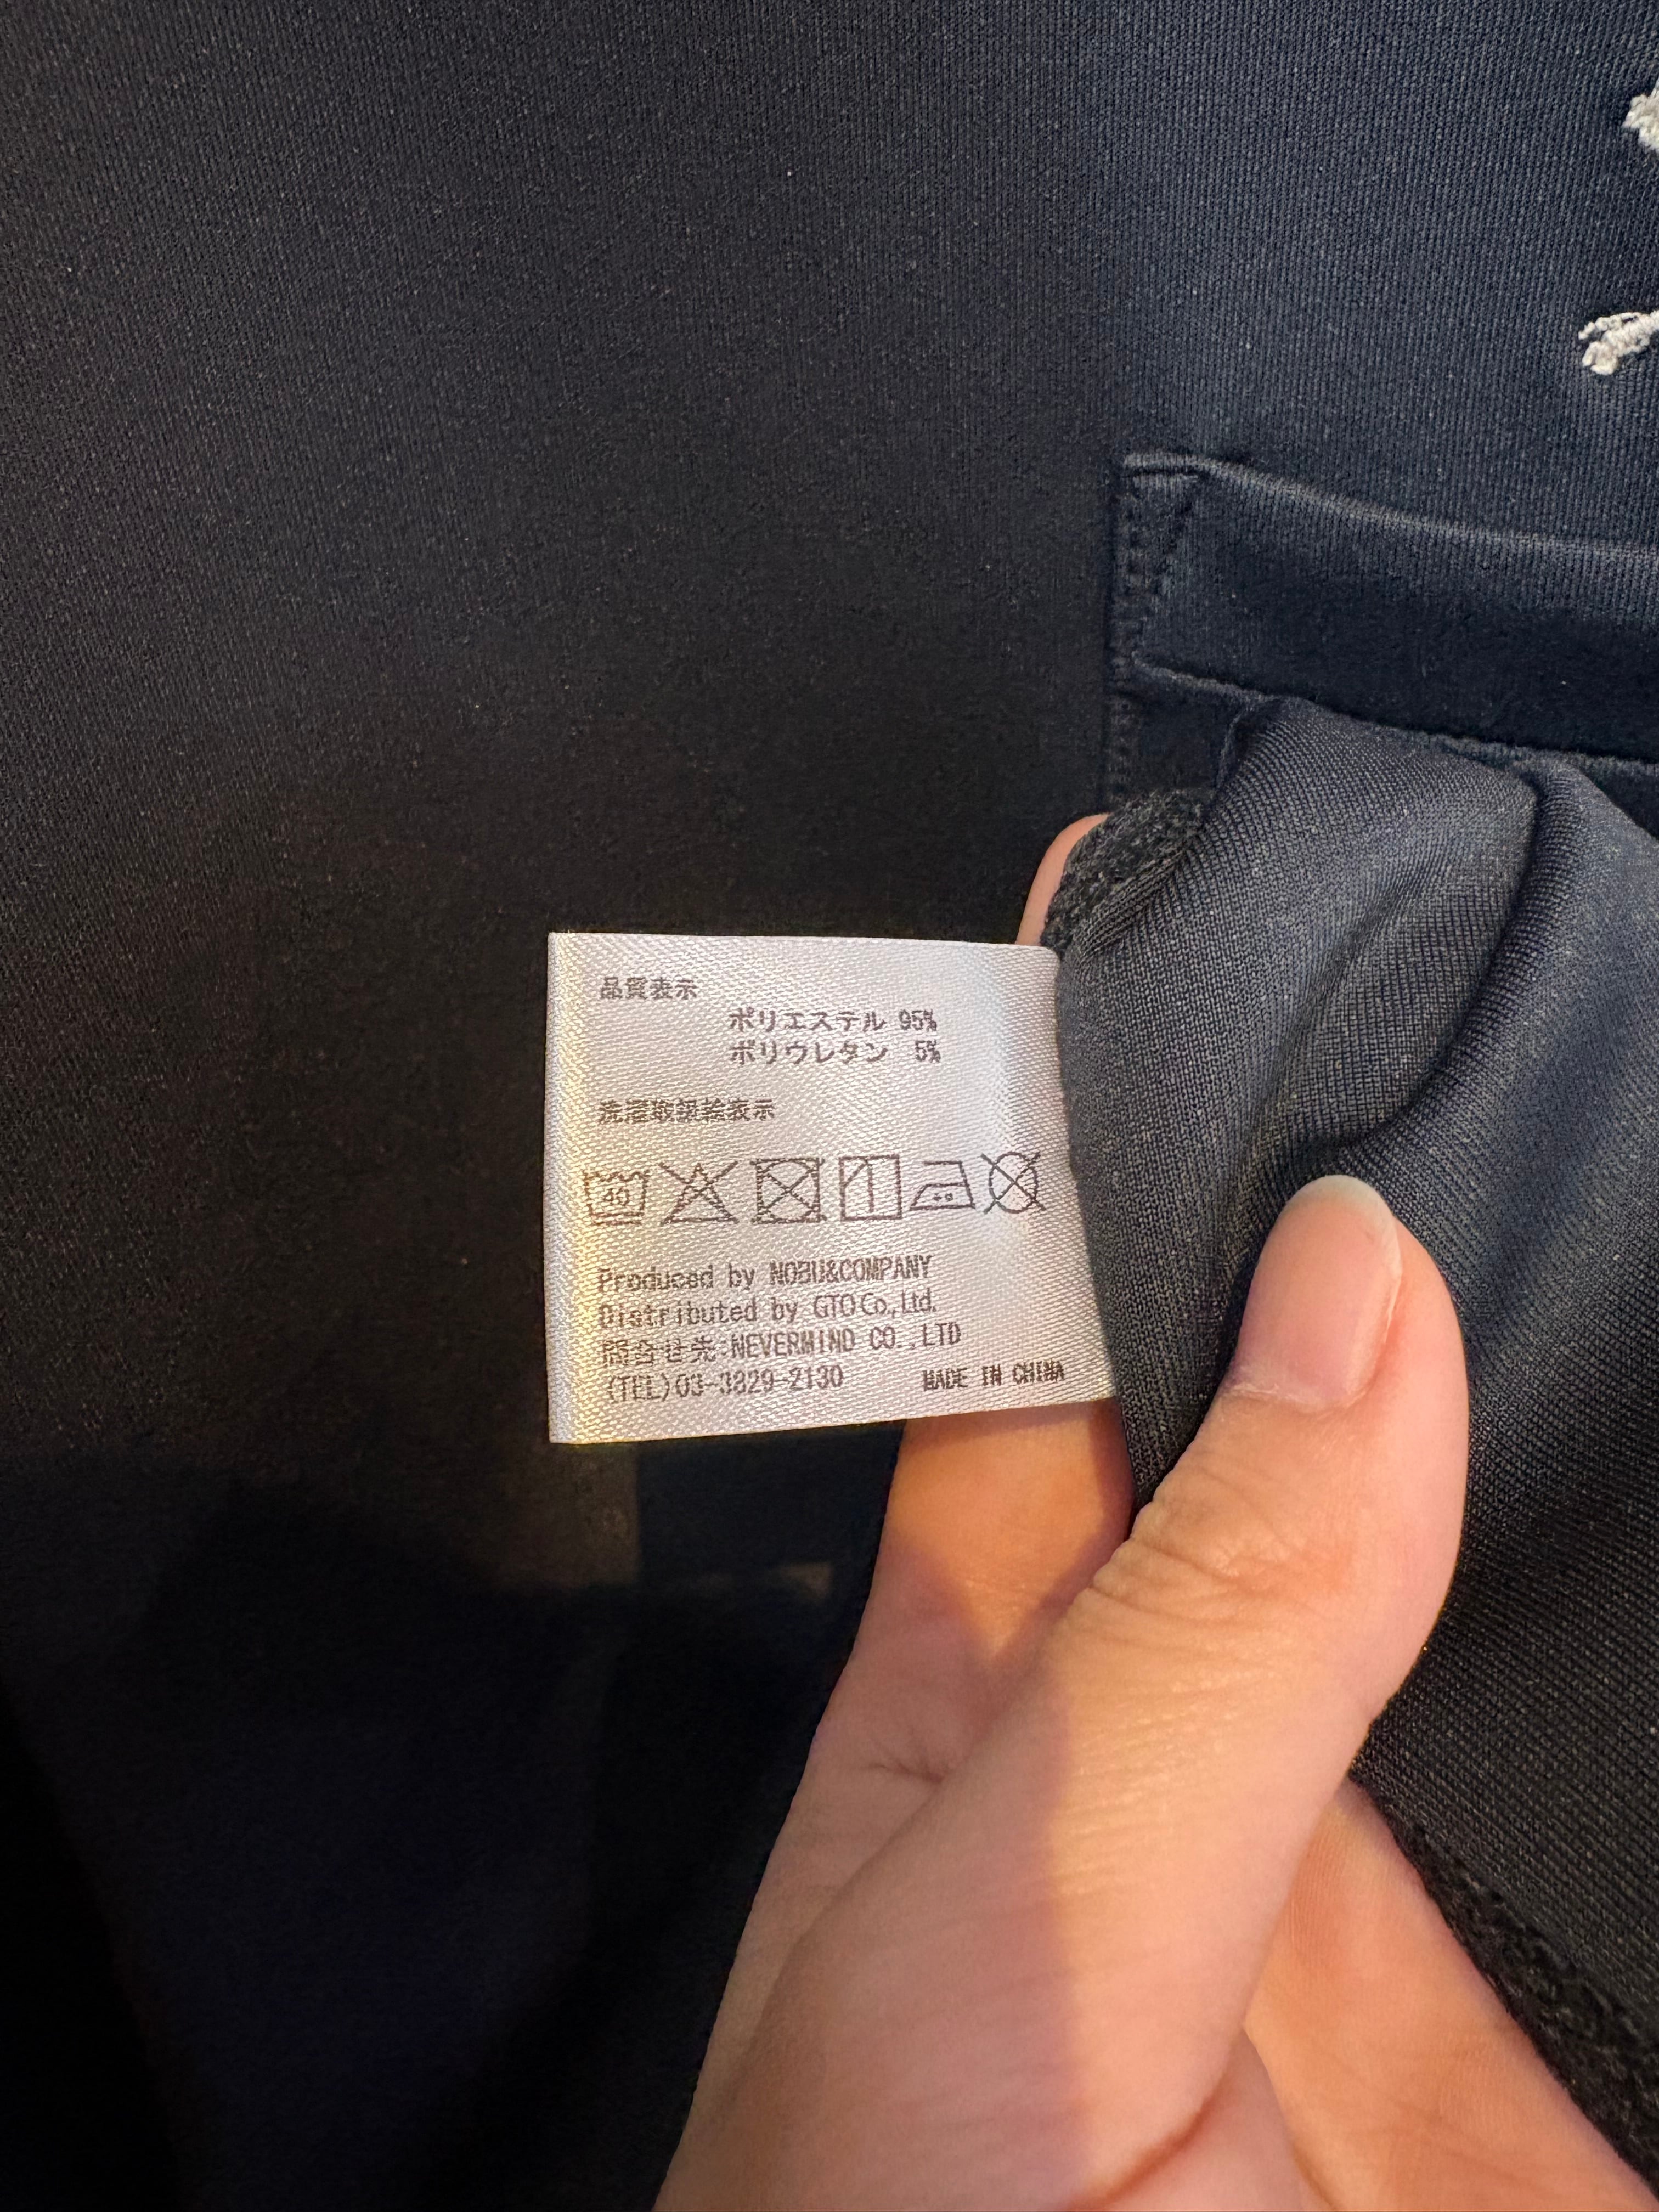 品質表示
ポリエステル 95%
ポリウレタン 5%
洗濯取扱絵表示
40
Produced by NOBU&COMPANY
Distributed by GTO Co.,Ltd.
問合せ先:NEVERMIND CO.,LTD
(TEL)03-3829-2130 MADE IN CHINA